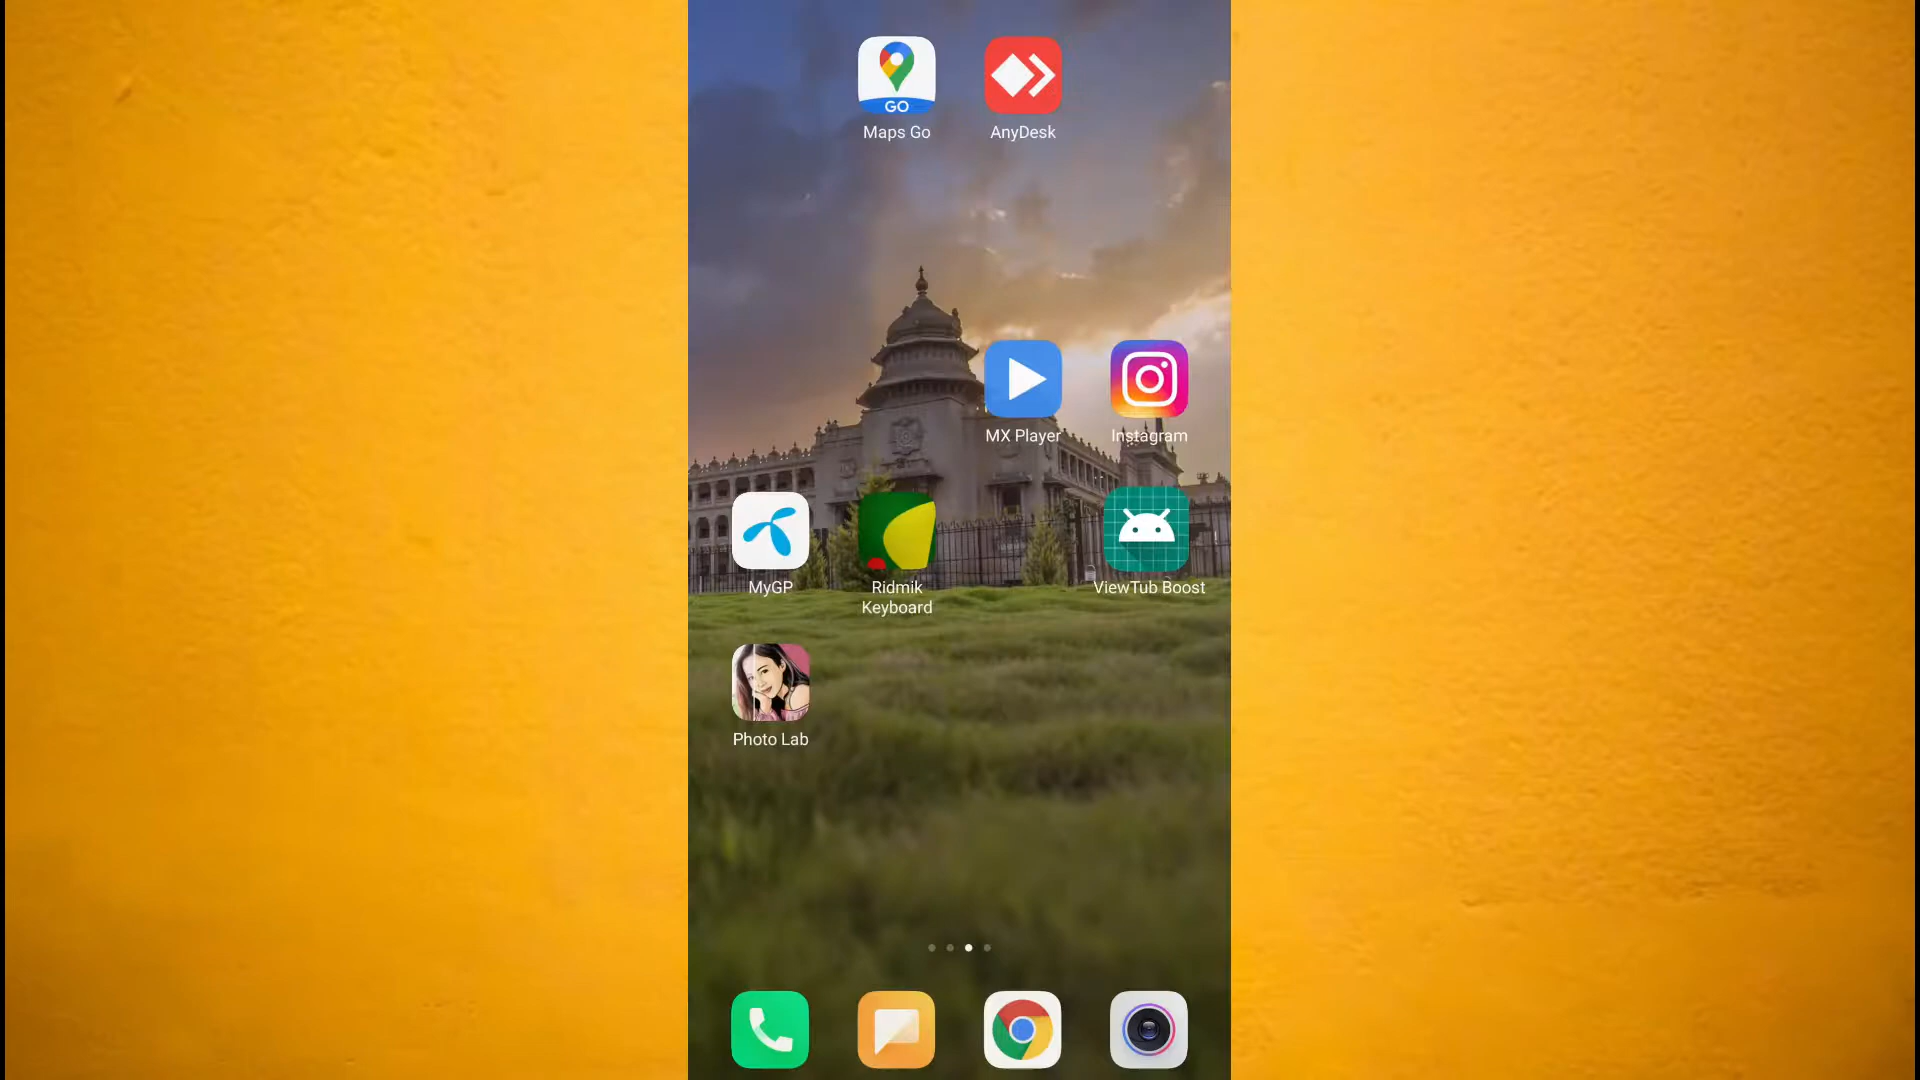 GO
Maps Go
AnyDesk
MX Player
Instagram
MyGP
Ridmik
Keyboard
ViewTub Boost
Photo Lab